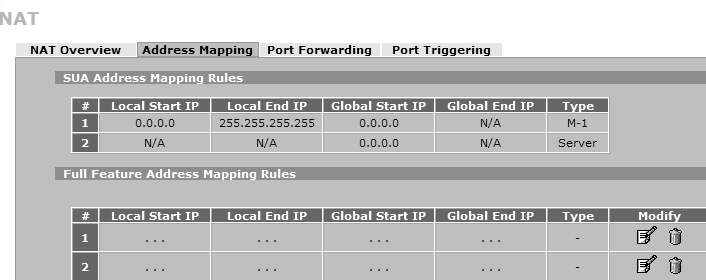 NAT
NAT Overview Address Mapping Port Forwarding Port Triggering
SUA Address Mapping Rules
# Local Start IP Local End IP Global Start IP Global End IP Type
1 0.0.0.0 255.255.255.255 0.0.0.0 N/A M-1
2 N/A N/A 0.0.0.0 N/A Server
Full Feature Address Mapping Rules
# Local Start IP Local End IP Global Start IP Global End IP Type Modify
1 . . . . . . . . . . . . -
2 . . . . . . . . . . . . -